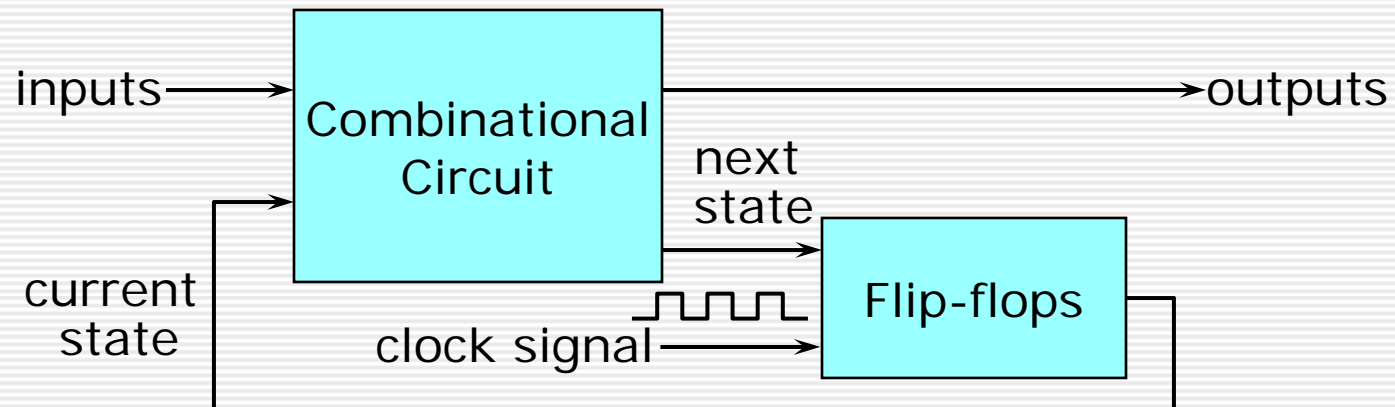 inputs
Combinational
Circuit
outputs
next
state
current
state
Flip-flops
clock signal